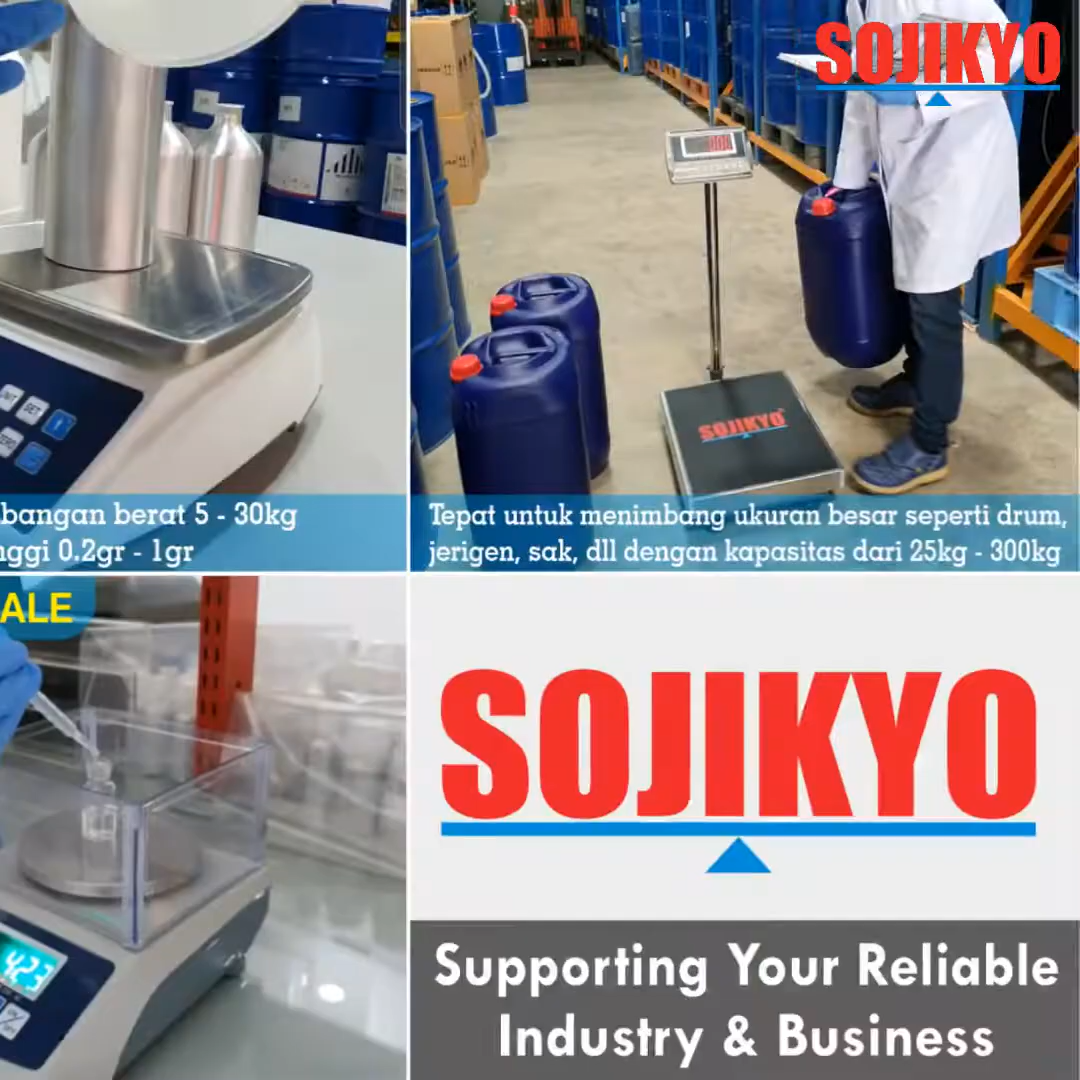 SOJIKYO
SOJIKYO
bangan berat 5 - 30kg
nggi 0.2gr - 1gr
Tepat untuk menimbang ukuran besar seperti drum,
jerigen, sak, dll dengan kapasitas dari 25kg - 300kg
ALE
SOJIKYO
423
Supporting Your Reliable
Industry & Business